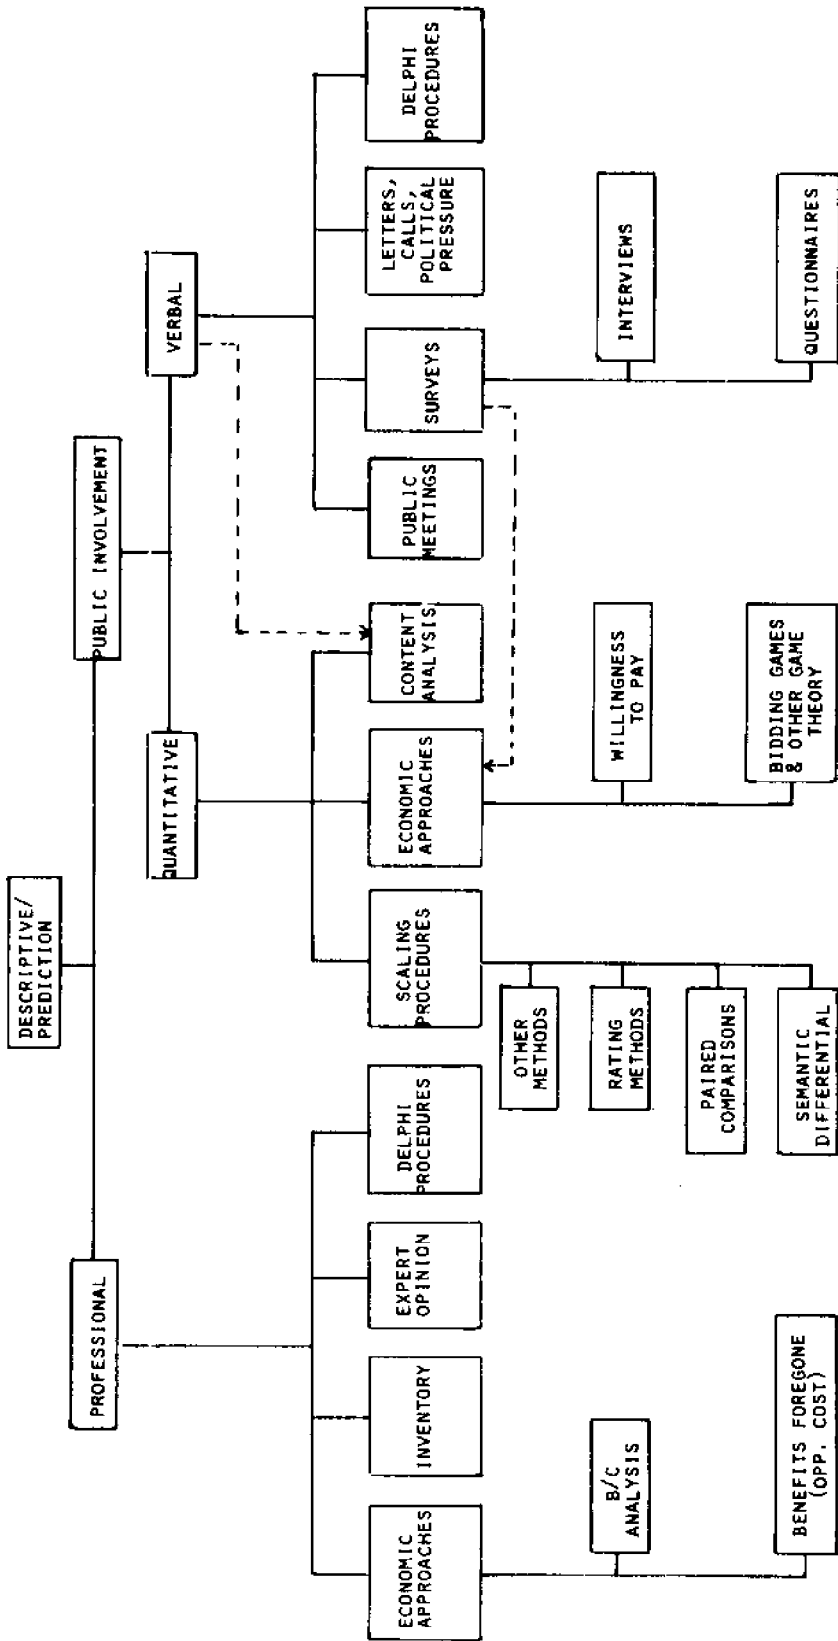 DESCRIPTIVE/
PREDICTION
PROFESSIONAL
PUBLIC INVOLVEMENT
QUANTITATIVE
VERBAL
ECONOMIC
APPROACHES
INVENTORY
EXPERT
OPINION
DELPHI
PROCEDURES
SCALING
PROCEDURES
ECONOMIC
APPROACHES
CONTENT
ANALYSIS
PUBLIC
MEETINGS
SURVEYS
LETTERS,
CALLS,
POLITICAL
PRESSURE
DELPHI
PROCEDURES
B/C
ANALYSIS
BENEFITS FOREGONE
(OPP. COST)
OTHER
METHODS
RATING
METHODS
PAIRED
COMPARISONS
SEMANTIC
DIFFERENTIAL
WILLINGNESS
TO PAY
BIDDING GAMES
& OTHER GAME
THEORY
INTERVIEWS
QUESTIONNAIRES